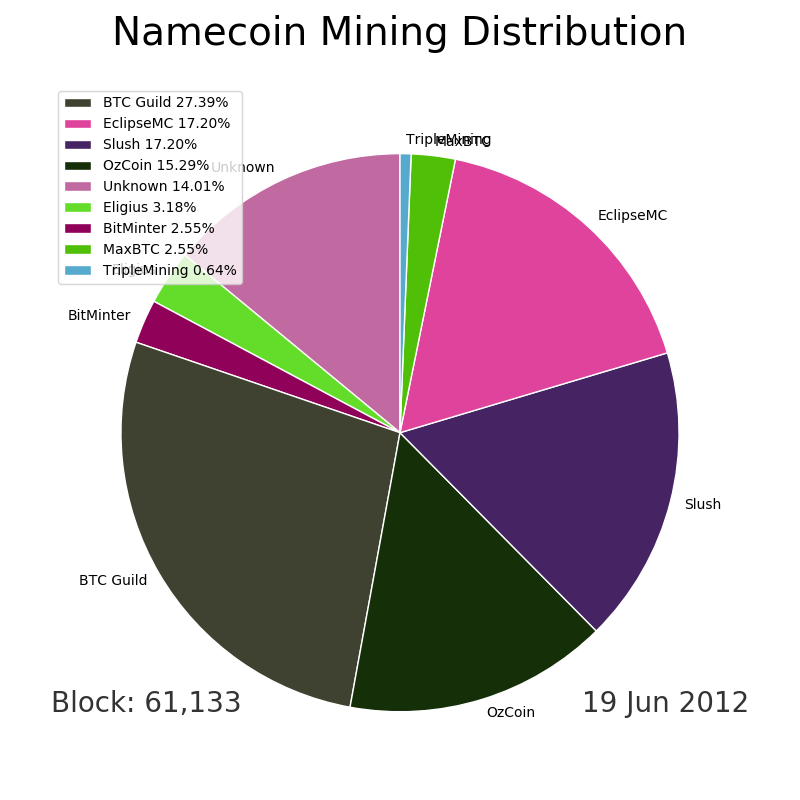 Namecoin Mining Distribution
BTC Guild 27.39%
EclipseMC 17.20%
Slush 17.20%
OzCoin 15.29%
Unknown 14.01%
Eligius 3.18%
BitMinter 2.55%
MaxBTC 2.55%
TripleMining 0.64%
TripleMining
MaxBTC
Unknown
EclipseMC
BitMinter
Slush
BTC Guild
OzCoin
Block: 61,133
19 Jun 2012